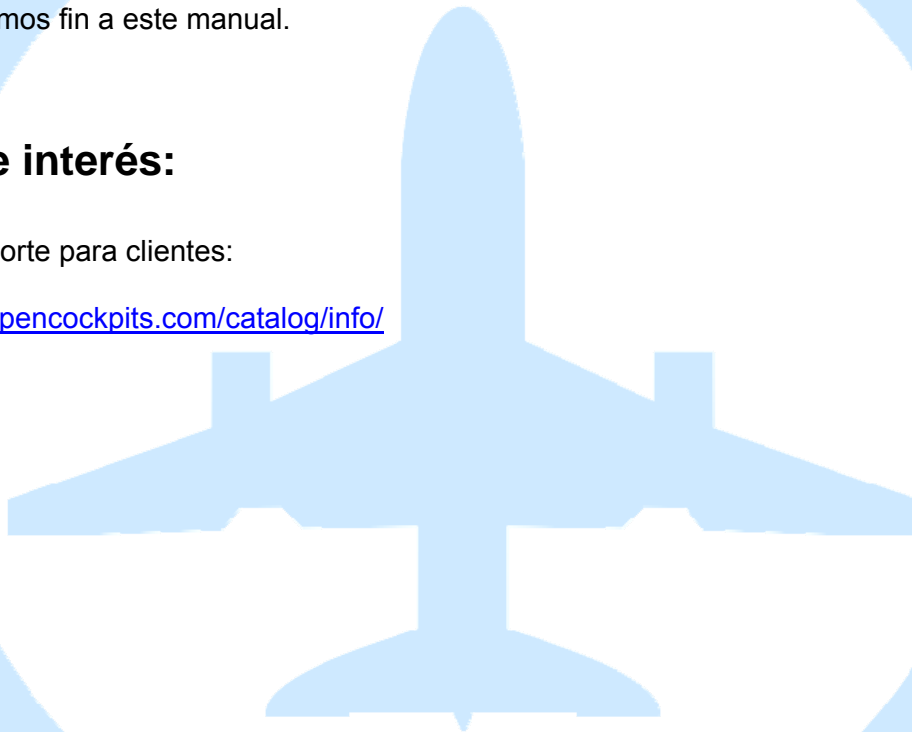 mos fin a este manual.
e interés:
orte para clientes:
pencockpits.com/catalog/info/